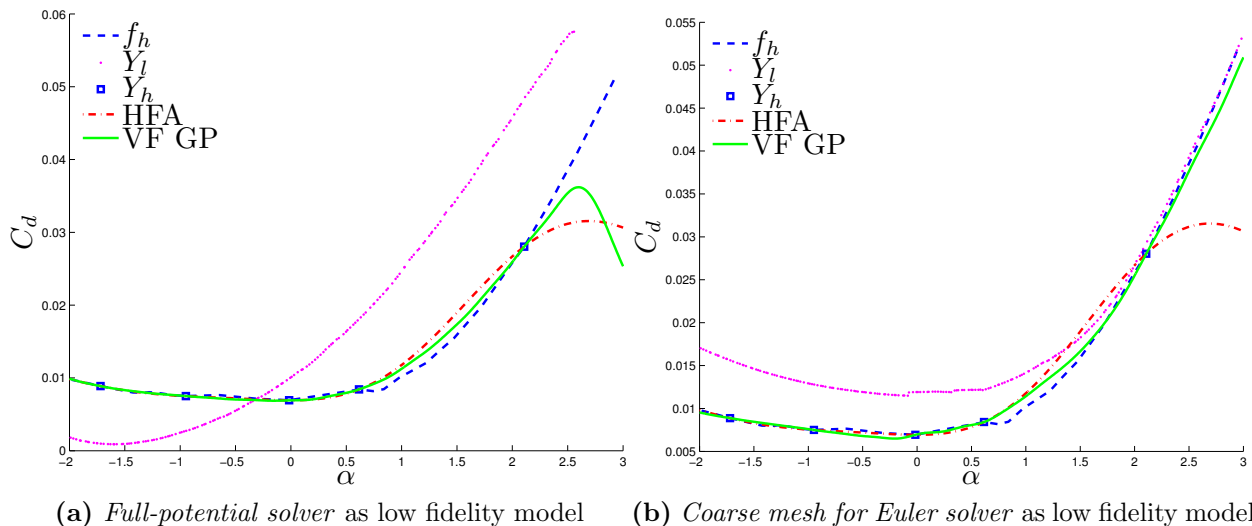 0.06
0.05
0.04
0.03
0.02
0.01
0
C_d
f_h
Y_l
Y_h
HFA
VF GP
-2 -1.5 -1 -0.5 0 0.5 1 1.5 2 2.5 3
α
(a) Full-potential solver as low fidelity model
0.055
0.05
0.045
0.04
0.035
0.03
0.025
0.02
0.015
0.01
0.005
C_d
f_h
Y_l
Y_h
HFA
VF GP
-2 -1.5 -1 -0.5 0 0.5 1 1.5 2 2.5 3
α
(b) Coarse mesh for Euler solver as low fidelity model